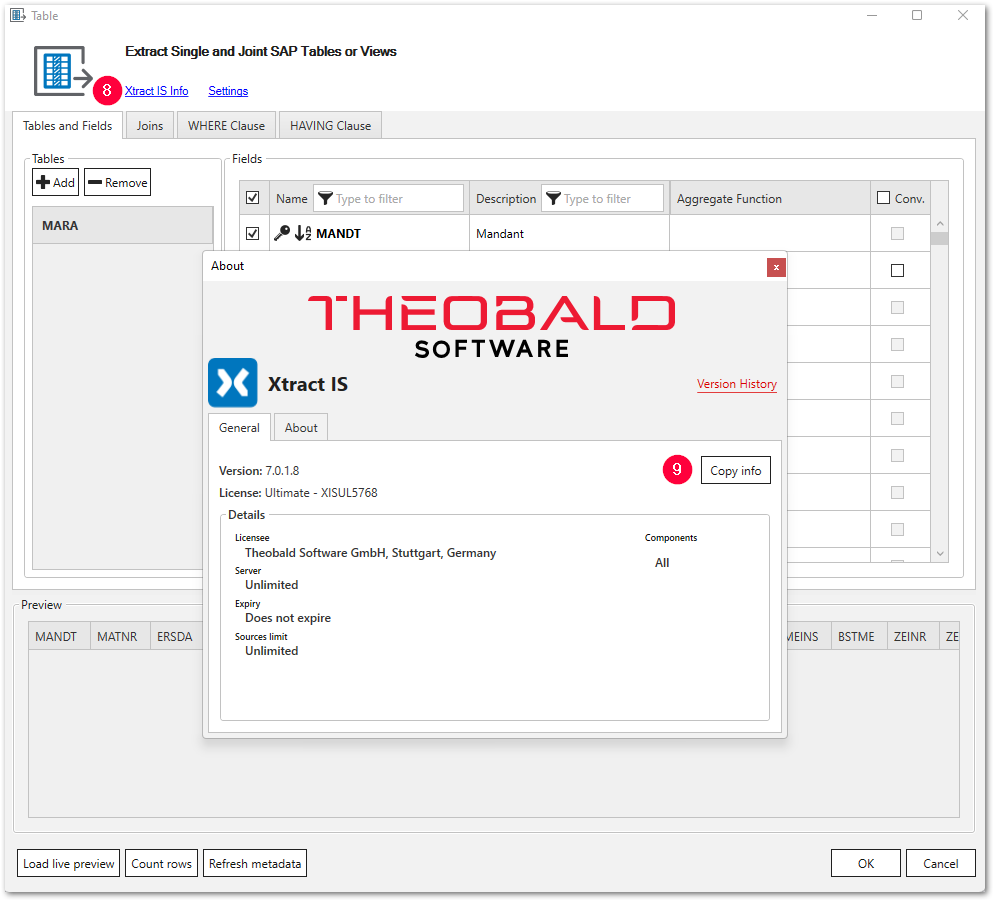 Table
Extract Single and Joint SAP Tables or Views
8 Xtract IS Info Settings
Tables and Fields Joins WHERE Clause HAVING Clause
Tables
Add Remove
MARA
Fields
Name Type to filter Description Type to filter Aggregate Function Conv.
MANDT Mandant
About
x
THEOBALD
SOFTWARE
Xtract IS
Version History
General About
Version: 7.0.1.8
9 Copy info
License: Ultimate - XISUL5768
Details
Licensee
Theobald Software GmbH, Stuttgart, Germany
Server
Unlimited
Expiry
Does not expire
Sources limit
Unlimited
Components
All
Preview
MANDT MATNR ERSDA MEINS BSTME ZEINR ZE
Load live preview Count rows Refresh metadata OK Cancel